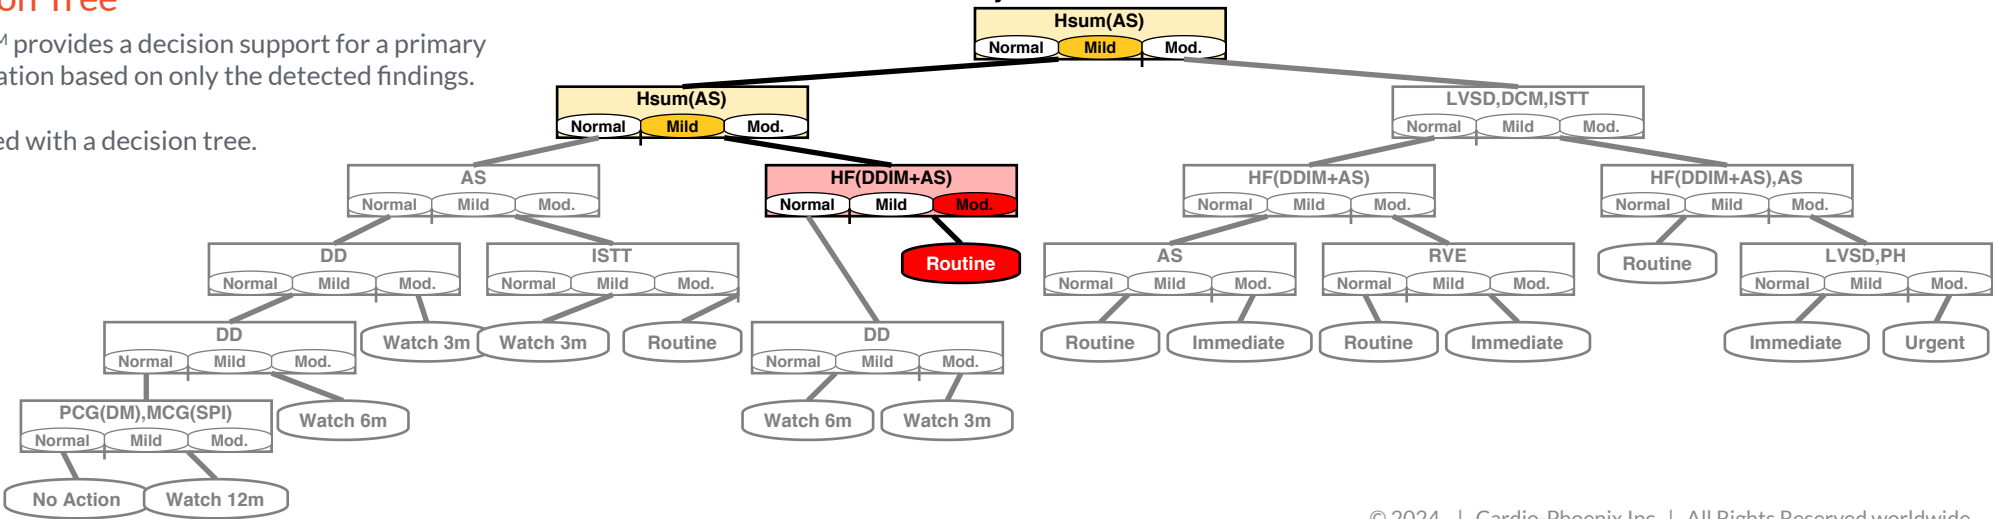 on Tree
Hsum(AS)
Normal Mild Mod.
provides a decision support for a primary
ation based on only the detected findings.
ed with a decision tree.
Hsum(AS)
Normal Mild Mod.
LVSD,DCM,ISTT
Normal Mild Mod.
AS
Normal Mild Mod.
HF(DDIM+AS)
Normal Mild Mod.
HF(DDIM+AS)
Normal Mild Mod.
HF(DDIM+AS),AS
Normal Mild Mod.
DD
Normal Mild Mod.
ISTT
Normal Mild Mod.
Routine
AS
Normal Mild Mod.
RVE
Normal Mild Mod.
Routine
LVSD,PH
Normal Mild Mod.
DD
Normal Mild Mod.
Watch 3m
Watch 3m
Routine
DD
Normal Mild Mod.
Routine
Immediate
Routine
Immediate
Immediate
Urgent
PCG(DM),MCG(SPI)
Normal Mild Mod.
Watch 6m
Watch 6m
Watch 3m
No Action
Watch 12m
© 2024 | Cardio-Phoenix Inc. | All Rights Reserved worldwide